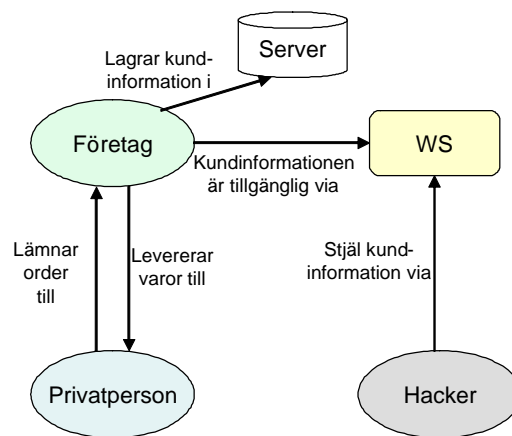 Server
Lagrar kund-
information i
Företag
WS
Kundinformationen
är tillgänglig via
Lämnar
order
till
Levererar
varor till
Stjäl kund-
information via
Privatperson
Hacker